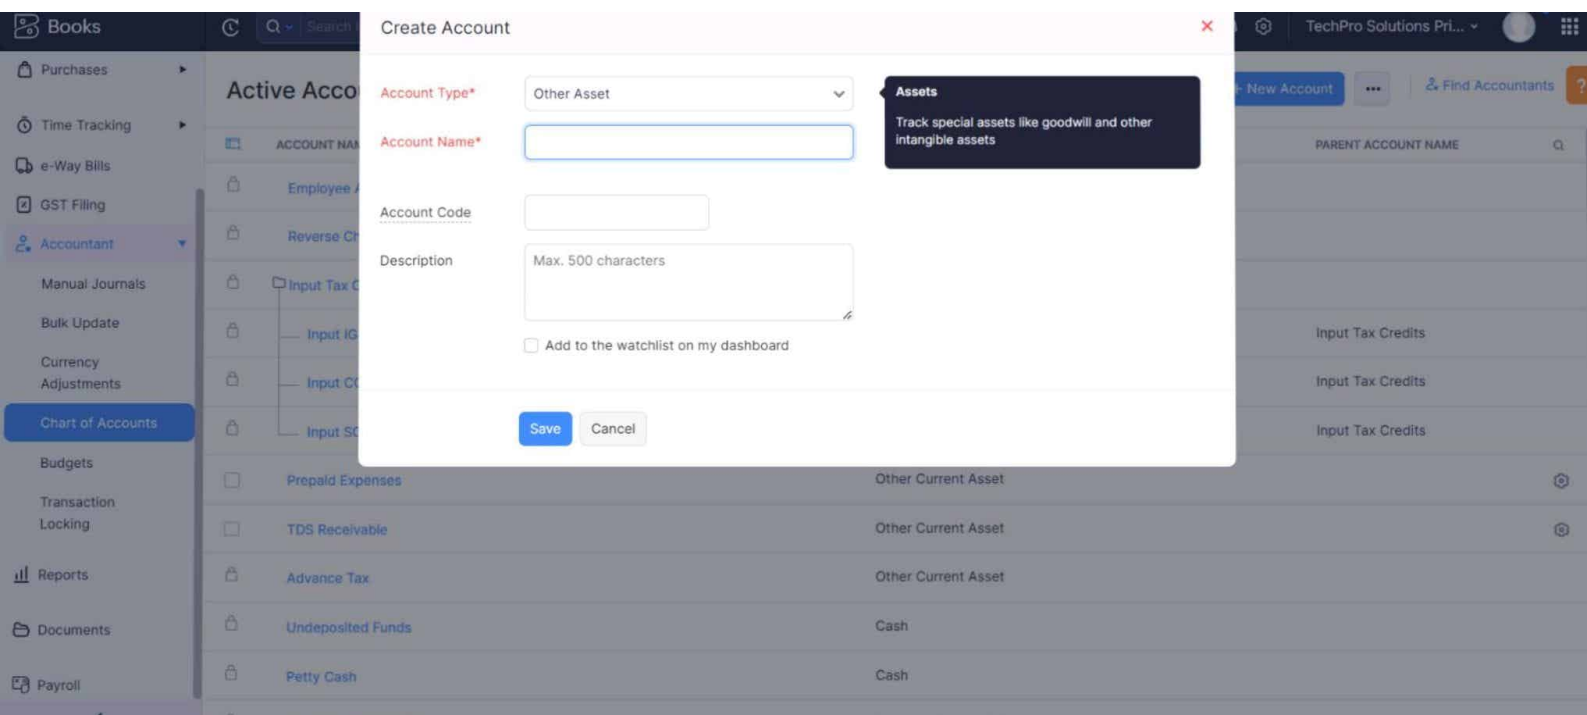 Books
Search
Create Account
TechPro Solutions Pri...
Purchases
Time Tracking
e-Way Bills
GST Filing
Accountant
Manual Journals
Bulk Update
Currency
Adjustments
Chart of Accounts
Budgets
Transaction
Locking
Reports
Documents
Payroll
Active Acco
New Account
Find Accountants
?
ACCOUNT NAM
PARENT ACCOUNT NAME
Account Type*
Other Asset
Account Name*
Account Code
Description
Max. 500 characters
Add to the watchlist on my dashboard
Save
Cancel
Assets
Track special assets like goodwill and other
intangible assets
Employee A
Reverse Ch
Input Tax C
Input IG
Input Tax Credits
Input CG
Input Tax Credits
Input SG
Input Tax Credits
Prepaid Expenses
Other Current Asset
TDS Receivable
Other Current Asset
Advance Tax
Other Current Asset
Undeposited Funds
Cash
Petty Cash
Cash